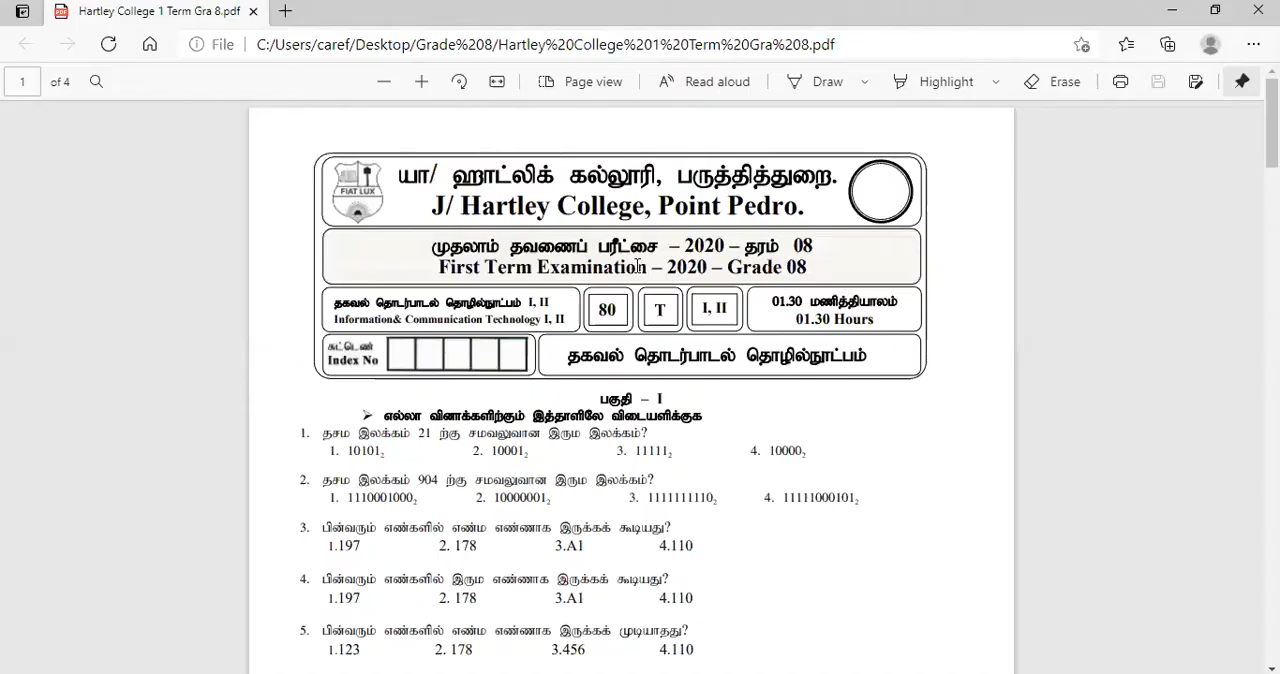 Hartley College 1 Term Gra 8.pdf
File C:/Users/caref/Desktop/Grade%208/Hartley%20College%201%20Term%20Gra%208.pdf
1 of 4 Page view Read aloud Draw Highlight Erase
FIAT LUX
யா/ ஹாட்லிக் கல்லூரி, பருத்தித்துறை.
J/ Hartley College, Point Pedro.
முதலாம் தவணைப் பரீட்சை – 2020 – தரம் 08
First Term Examination – 2020 – Grade 08
தகவல் தொடர்பாடல் தொழில்நூட்பம் I, II
Information& Communication Technology I, II
80 T I, II
01.30 மணித்தியாலம்
01.30 Hours
சுட்டெண்
Index No
தகவல் தொடர்பாடல் தொழில்நூட்பம்
பகுதி – I
➢ எல்லா வினாக்களிற்கும் இத்தாளிலே விடையளிக்குக
1. தசம இலக்கம் 21 ற்கு சமவலுவான இரும இலக்கம்?
1. 10101₂ 2. 10001₂ 3. 11111₂ 4. 10000₂
2. தசம இலக்கம் 904 ற்கு சமவலுவான இரும இலக்கம்?
1. 1110001000₂ 2. 10000001₂ 3. 1111111110₂ 4. 11111000101₂
3. பின்வரும் எண்களில் எண்ம எண்ணாக இருக்கக் கூடியது?
1.197 2. 178 3.A1 4.110
4. பின்வரும் எண்களில் இரும எண்ணாக இருக்கக் கூடியது?
1.197 2. 178 3.A1 4.110
5. பின்வரும் எண்களில் எண்ம எண்ணாக இருக்கக் முடியாதது?
1.123 2. 178 3.456 4.110